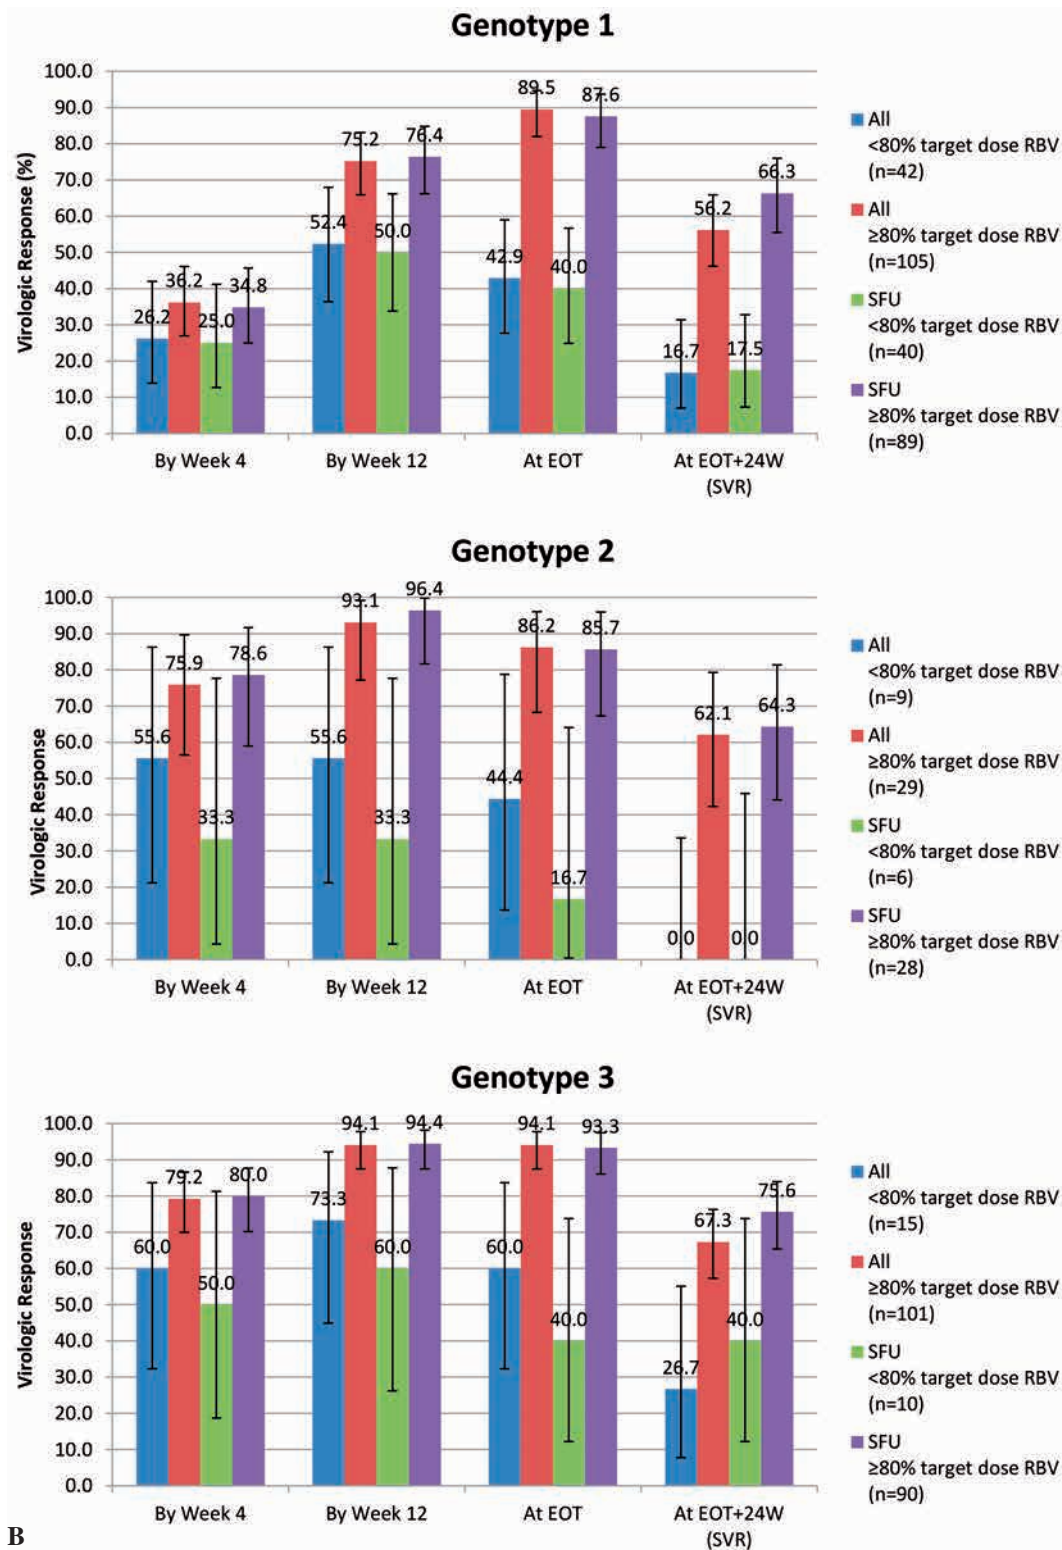 Genotype 1
Virologic Response (%)
100.0
90.0
80.0
70.0
60.0
50.0
40.0
30.0
20.0
10.0
0.0
26.2 36.2 25.0 34.8
52.4 75.2 50.0 76.4
42.9 89.5 40.0 87.6
16.7 56.2 17.5 66.3
By Week 4 By Week 12 At EOT At EOT+24W
(SVR)
All
<80% target dose RBV
(n=42)
All
≥80% target dose RBV
(n=105)
SFU
<80% target dose RBV
(n=40)
SFU
≥80% target dose RBV
(n=89)
Genotype 2
Virologic Response
100.0
90.0
80.0
70.0
60.0
50.0
40.0
30.0
20.0
10.0
0.0
55.6 75.9 33.3 78.6
55.6 93.1 33.3 96.4
44.4 86.2 16.7 85.7
0.0 62.1 0.0 64.3
By Week 4 By Week 12 At EOT At EOT+24W
(SVR)
All
<80% target dose RBV
(n=9)
All
≥80% target dose RBV
(n=29)
SFU
<80% target dose RBV
(n=6)
SFU
≥80% target dose RBV
(n=28)
Genotype 3
Virologic Response
100.0
90.0
80.0
70.0
60.0
50.0
40.0
30.0
20.0
10.0
0.0
60.0 79.2 50.0 80.0
73.3 94.1 60.0 94.4
60.0 94.1 40.0 93.3
26.7 67.3 40.0 75.6
By Week 4 By Week 12 At EOT At EOT+24W
(SVR)
All
<80% target dose RBV
(n=15)
All
≥80% target dose RBV
(n=101)
SFU
<80% target dose RBV
(n=10)
SFU
≥80% target dose RBV
(n=90)
B